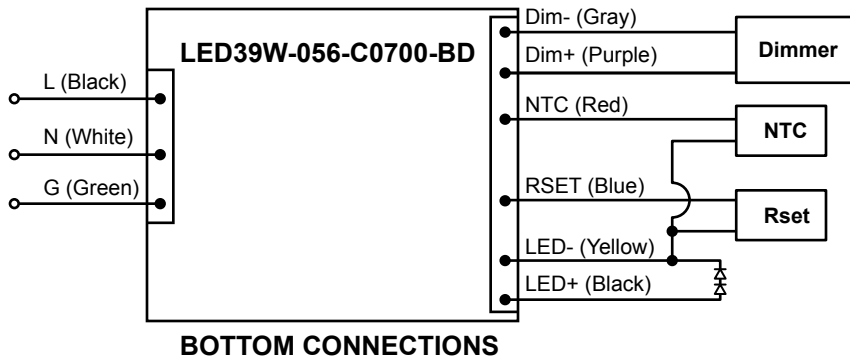 LED39W-056-C0700-BD
L (Black)
N (White)
G (Green)
Dim- (Gray)
Dim+ (Purple)
NTC (Red)
RSET (Blue)
LED- (Yellow)
LED+ (Black)
Dimmer
NTC
Rset
BOTTOM CONNECTIONS